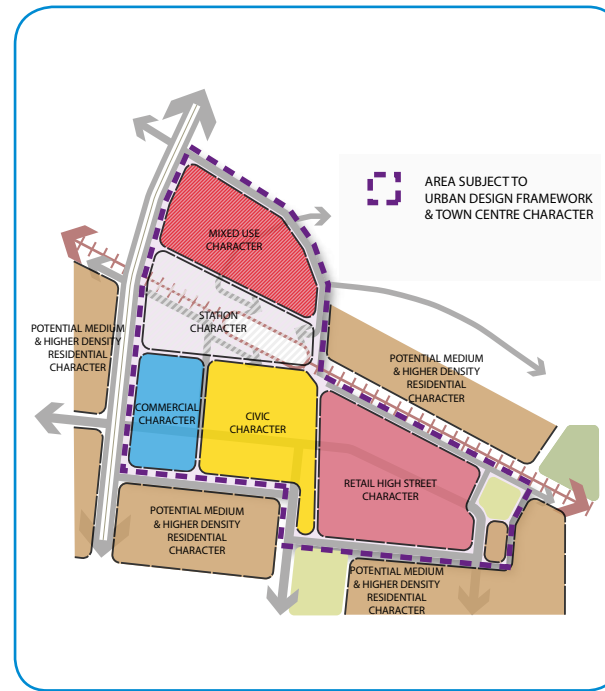 AREA SUBJECT TO
URBAN DESIGN FRAMEWORK
& TOWN CENTRE CHARACTER
MIXED USE
CHARACTER
STATION
CHARACTER
POTENTIAL MEDIUM
& HIGHER DENSITY
RESIDENTIAL
CHARACTER
POTENTIAL MEDIUM
& HIGHER DENSITY
RESIDENTIAL
CHARACTER
COMMERCIAL
CHARACTER
CIVIC
CHARACTER
RETAIL HIGH STREET
CHARACTER
POTENTIAL MEDIUM
& HIGHER DENSITY
RESIDENTIAL
CHARACTER
POTENTIAL MEDIUM
& HIGHER DENSITY
RESIDENTIAL
CHARACTER